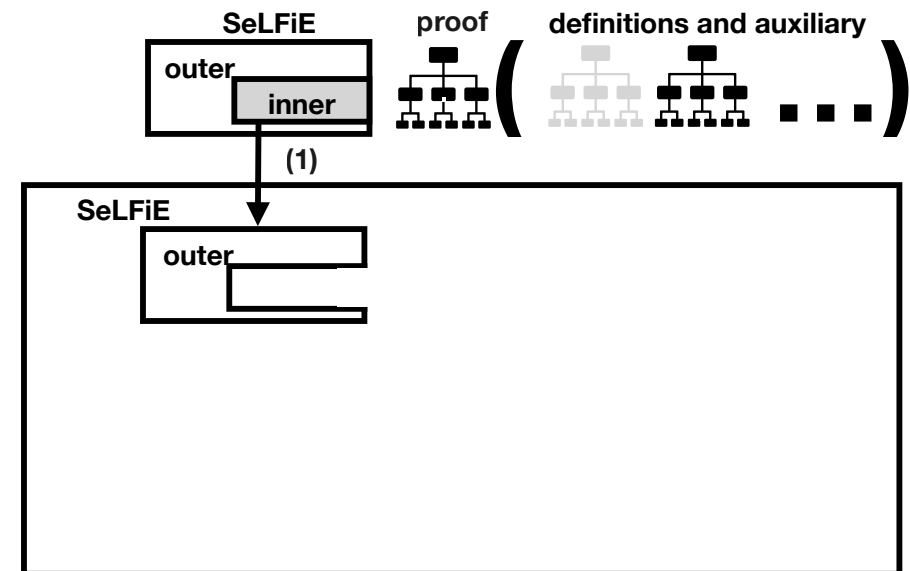 SeLFiE proof definitions and auxiliary
outer
inner
( ... )
(1)
SeLFiE
outer